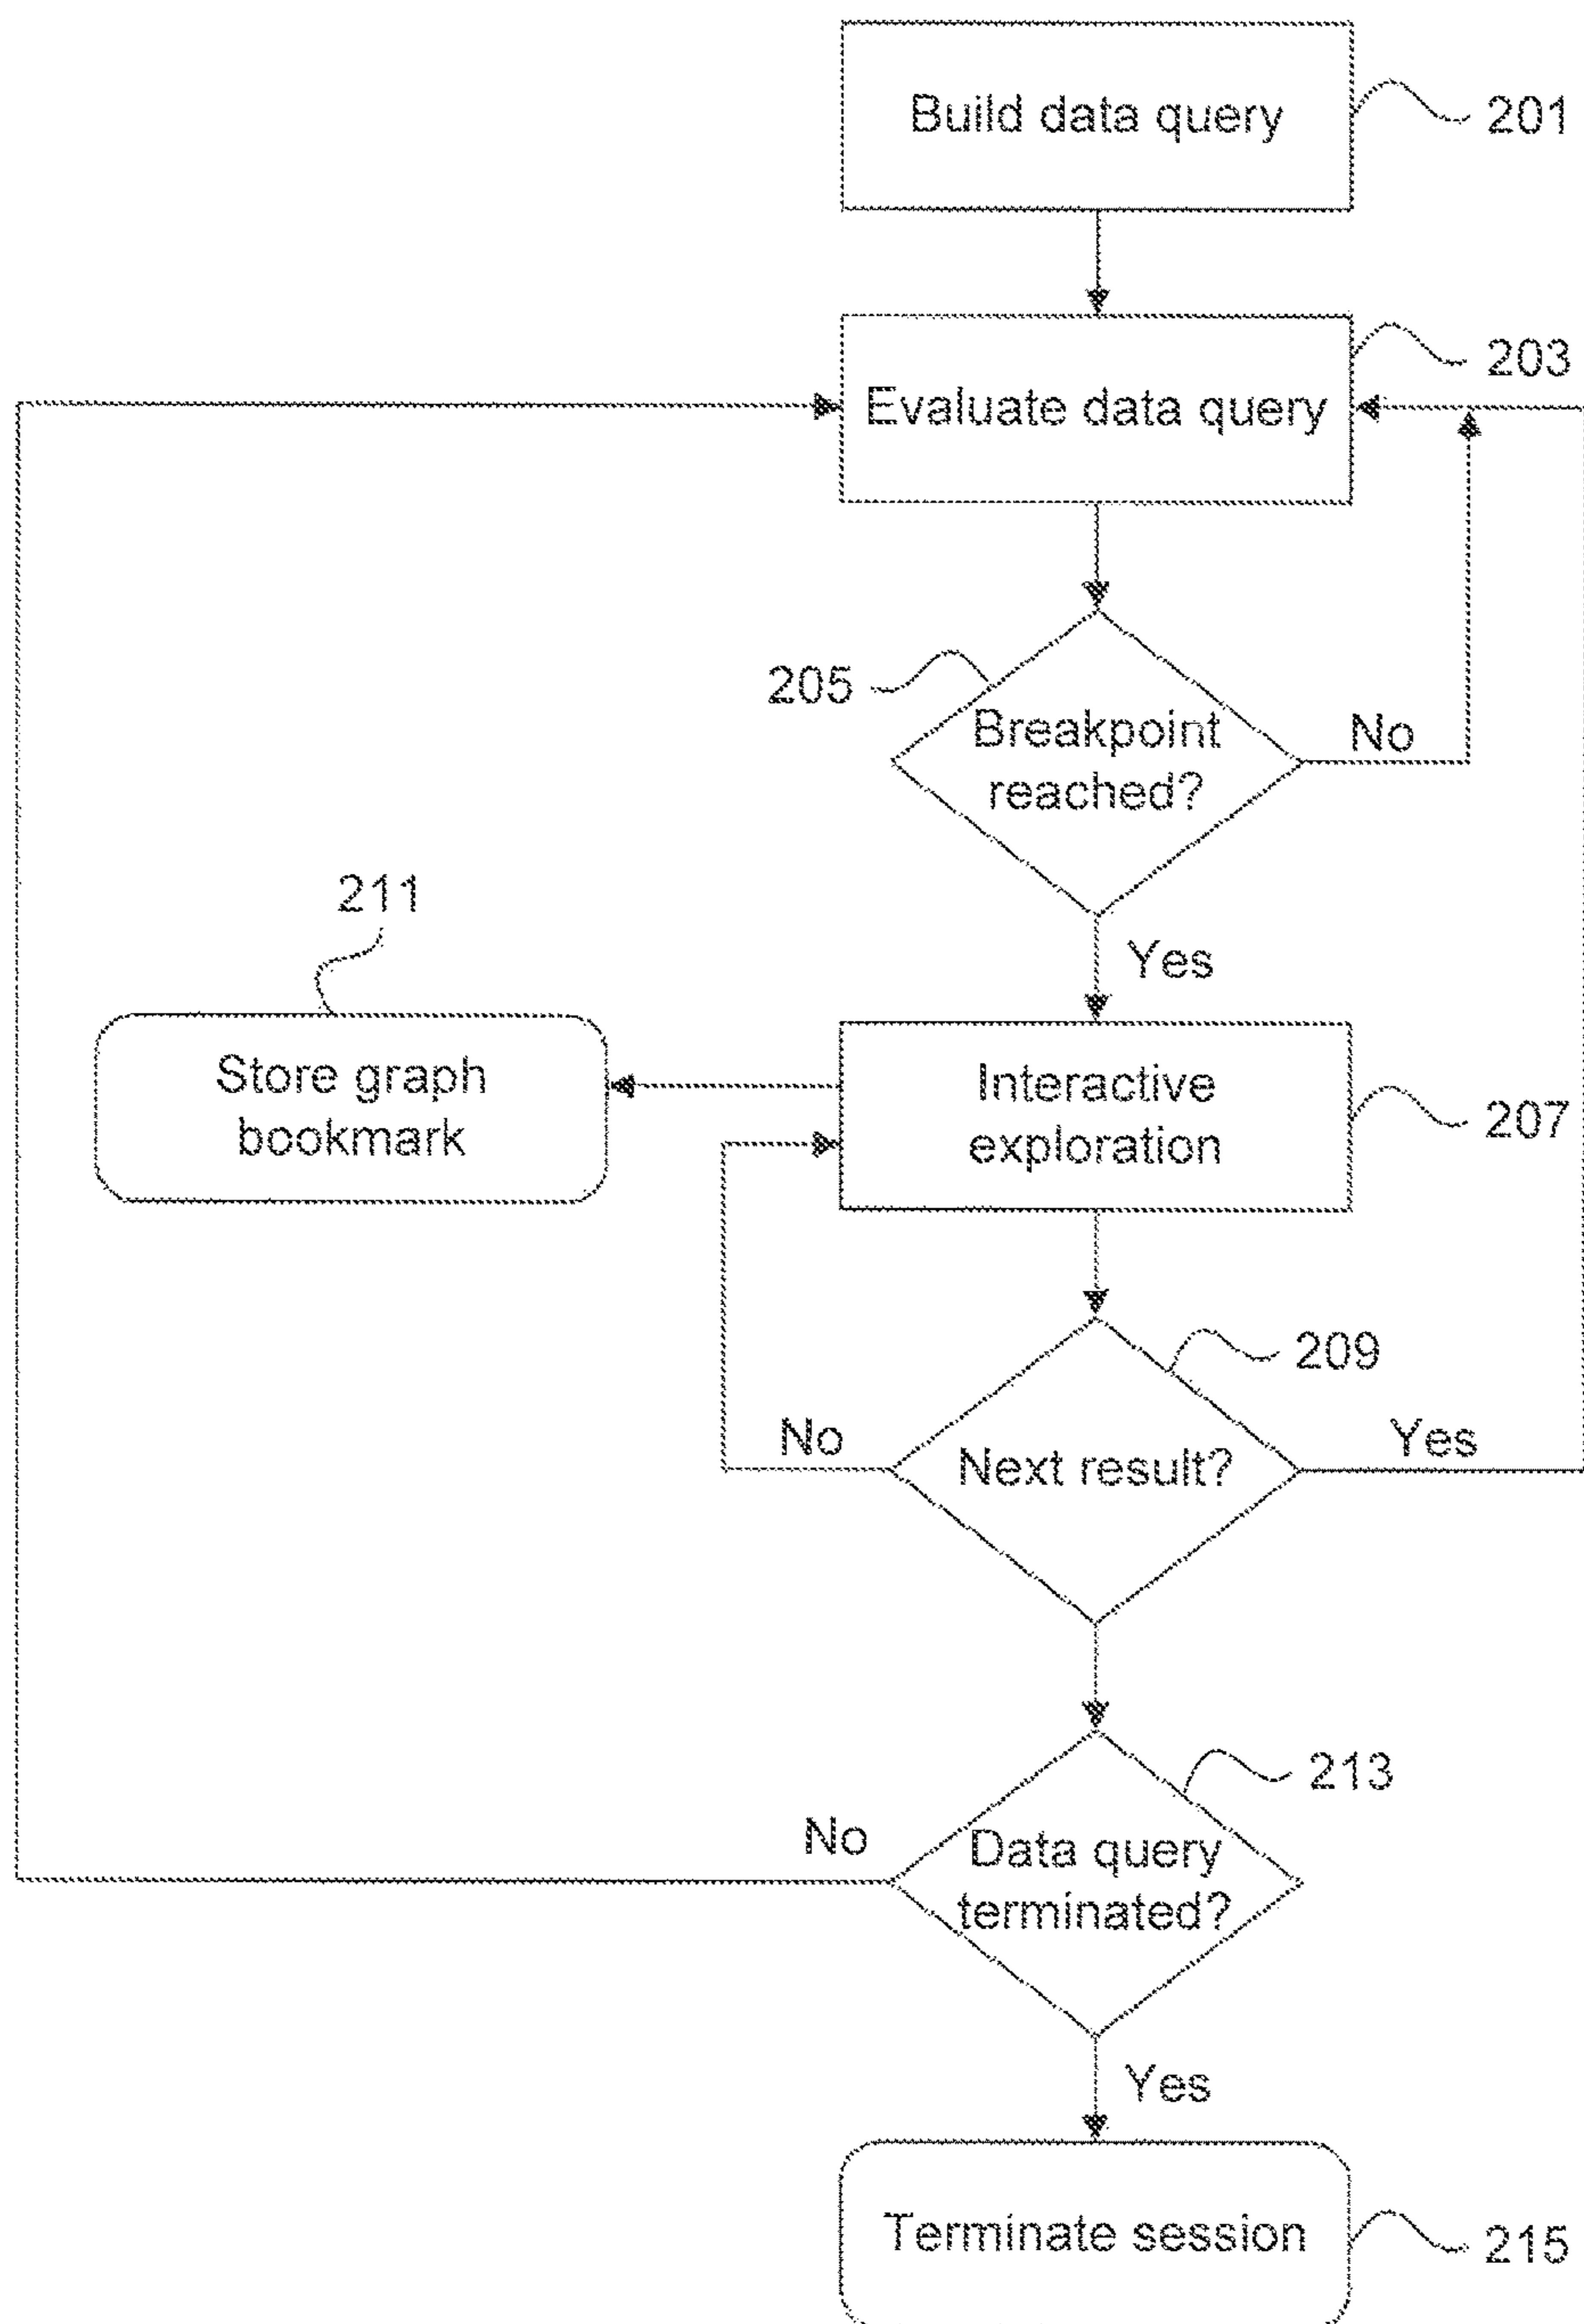 Build data query
201
203
Evaluate data query
205
Breakpoint
reached?
No
211
Yes
Store graph
bookmark
Interactive
exploration
207
209
No
Next result?
Yes
213
No
Data query
terminated?
Yes
Terminate session
215